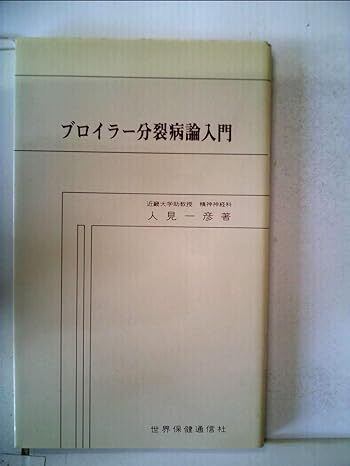 ブロイラー分裂病論入門
近畿大学助教授 精神神経科
人見一彦著
世界保健通信社